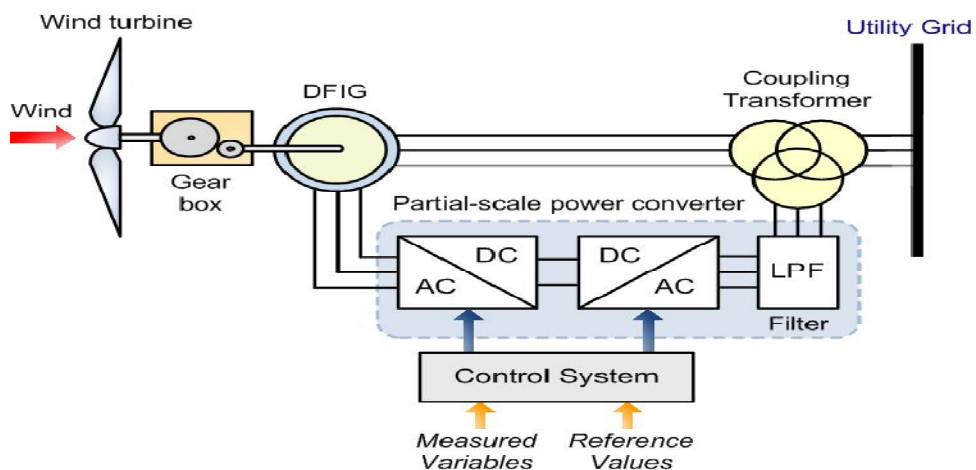 Wind turbine
Utility Grid
Coupling
Transformer
DFIG
Wind
Gear
box
Partial-scale power converter
DC
AC
DC
AC
LPF
Filter
Control System
Measured
Variables
Reference
Values